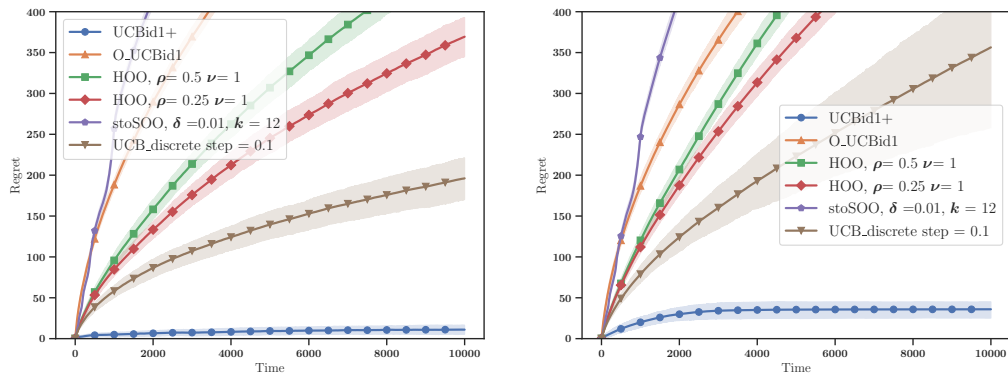 400
350
300
250
200
150
100
50
0
Regret
0
2000
4000
6000
8000
10000
Time
UCBid1+
O_UCBid1
HOO, ρ= 0.5 ν= 1
HOO, ρ= 0.25 ν= 1
stoSOO, δ =0.01, k = 12
UCB_discrete step = 0.1
400
350
300
250
200
150
100
50
0
Regret
0
2000
4000
6000
8000
10000
Time
UCBid1+
O_UCBid1
HOO, ρ= 0.5 ν= 1
HOO, ρ= 0.25 ν= 1
stoSOO, δ =0.01, k = 12
UCB_discrete step = 0.1